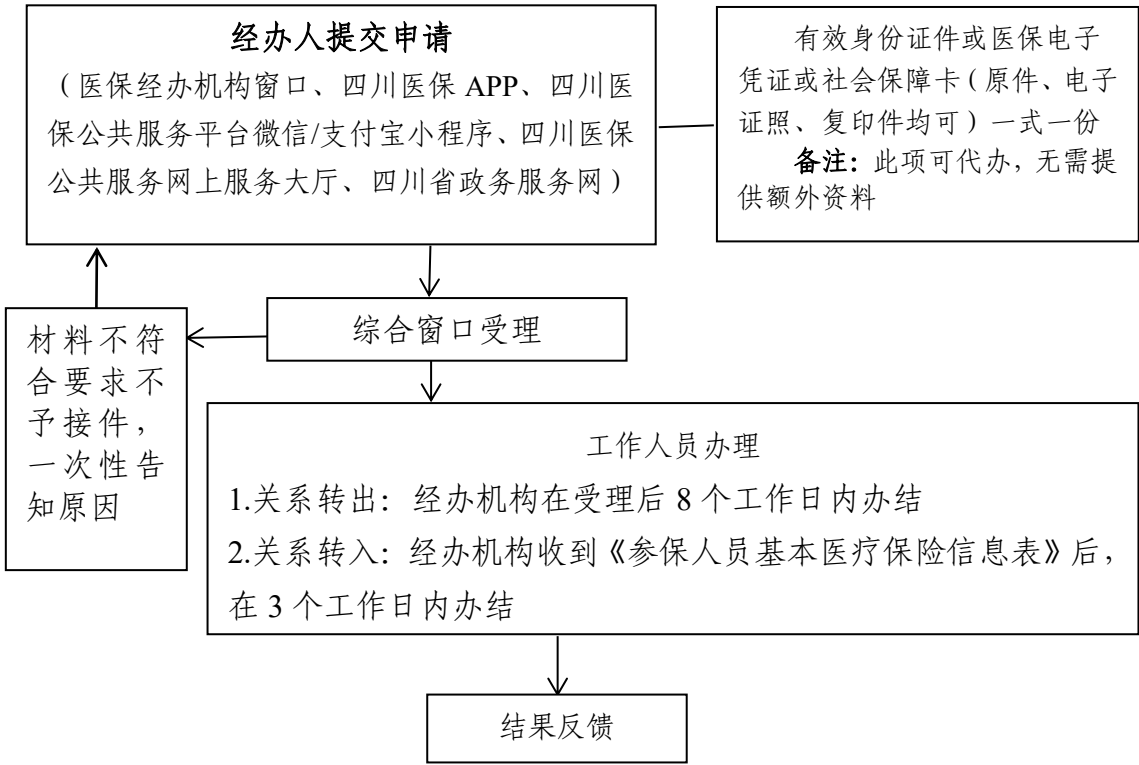 经办人提交申请
（医保经办机构窗口、四川医保 APP、四川医
保公共服务平台微信/支付宝小程序、四川医保
公共服务网上服务大厅、四川省政务服务网）
有效身份证件或医保电子
凭证或社会保障卡（原件、电子
证照、复印件均可）一式一份
备注：此项可代办，无需提
供额外资料
综合窗口受理
材料不符
合要求不
予接件，
一次性告
知原因
工作人员办理
1.关系转出：经办机构在受理后 8 个工作日内办结
2.关系转入：经办机构收到《参保人员基本医疗保险信息表》后，
在 3 个工作日内办结
结果反馈